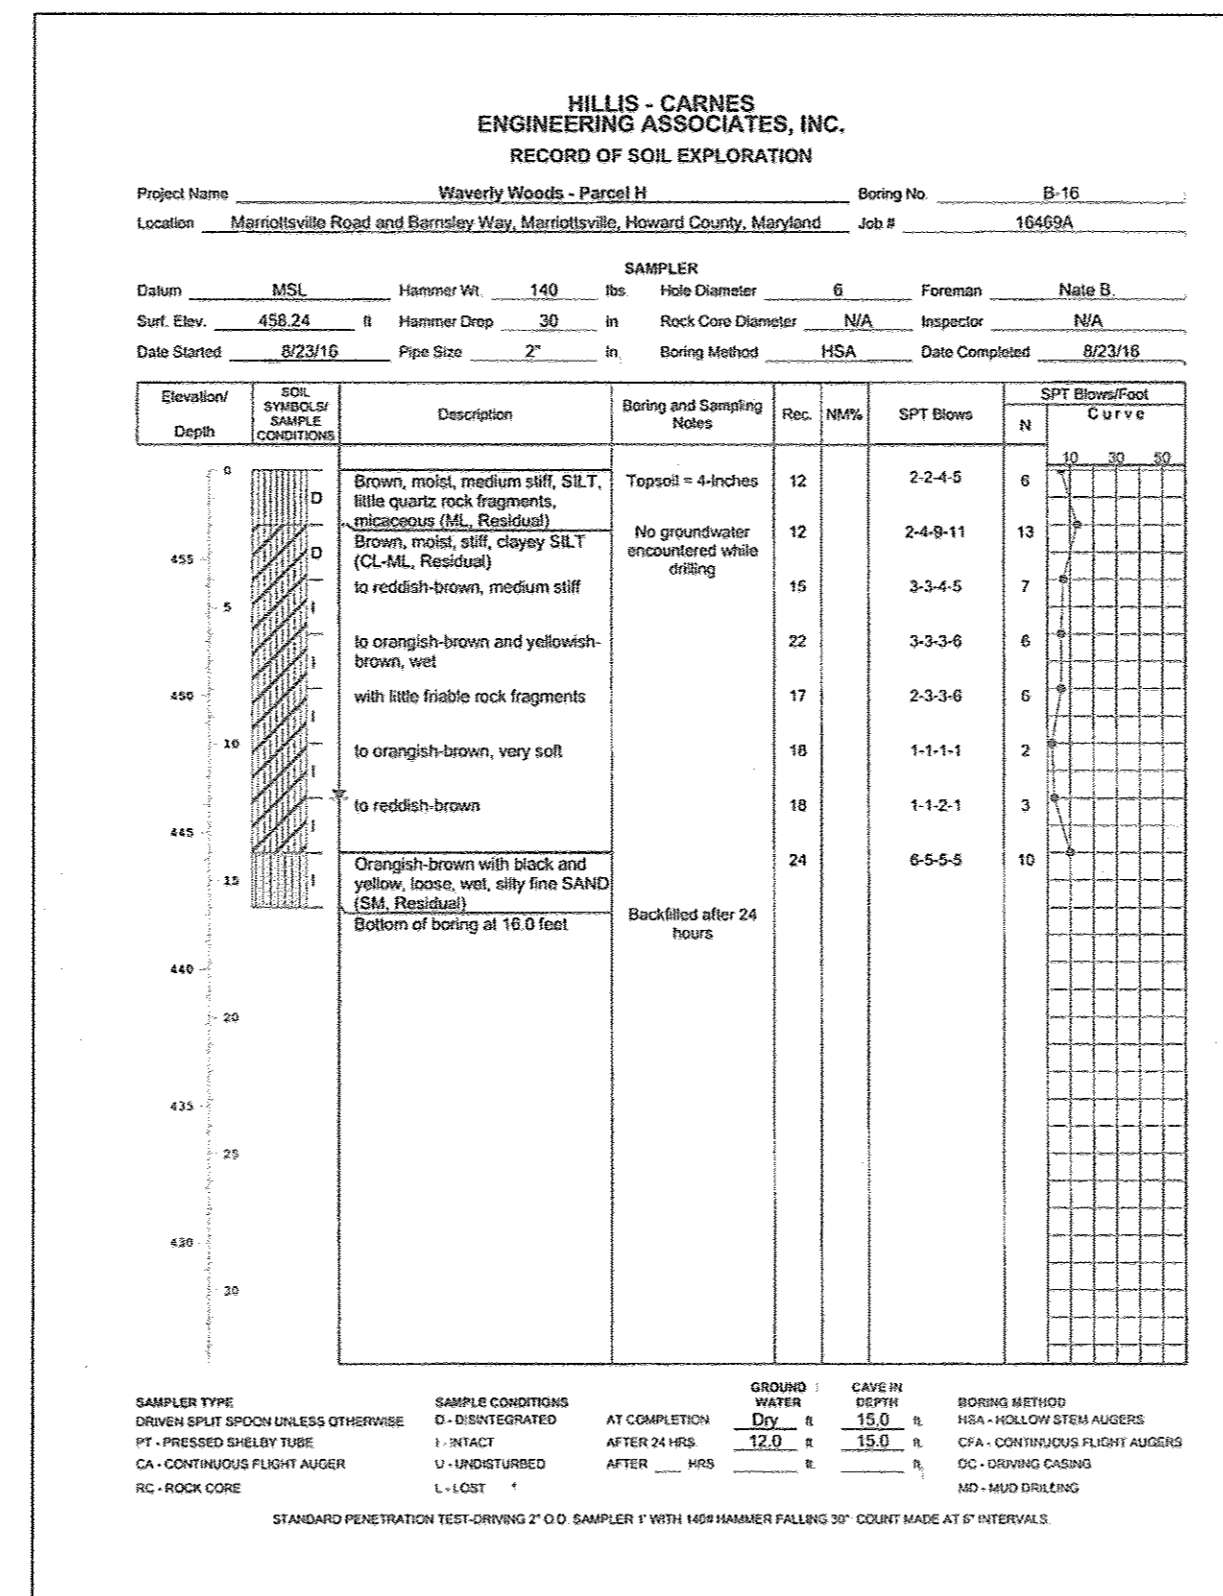 HILLIS - CARNES
ENGINEERING ASSOCIATES, INC.
RECORD OF SOIL EXPLORATION
Project Name Waverly Woods - Parcel H Boring No. B-16
Location Marriottsville Road and Barnsley Way, Marriottsville, Howard County, Maryland Job # 16469A
SAMPLER
Datum MSL Hammer Wt. 140 lbs. Hole Diameter 6 Foreman Nate B.
Surf. Elev. 458.24 ft Hammer Drop 30 in Rock Core Diameter N/A Inspector N/A
Date Started 8/23/16 Pipe Size 2" in. Boring Method HSA Date Completed 8/23/16
Elevation/ Depth
SOIL SYMBOLS/ SAMPLE CONDITIONS
Description
Boring and Sampling Notes
Rec. NM% SPT Blows
SPT Blows/Foot
N Curve
10 30 50
0
D Brown, moist, medium stiff, SILT, Topsoil = 4-inches 12 2-2-4-5 6
little quartz rock fragments,
micaceous (ML, Residual)
D Brown, moist, stiff, clayey SILT No groundwater 12 2-4-9-11 13
455 (CL-ML, Residual) encountered while
drilling
to reddish-brown, medium stiff 15 3-3-4-5 7
5 I
to orangish-brown and yellowish- 22 3-3-3-6 6
I brown, wet
450 with little friable rock fragments 17 2-3-3-6 6
I
10 to orangish-brown, very soft 18 1-1-1-1 2
I
to reddish-brown 18 1-1-2-1 3
445 I
Orangish-brown with black and 24 6-5-5-5 10
15 I yellow, loose, wet, silty fine SAND
(SM, Residual)
Bottom of boring at 16.0 feet Backfilled after 24
hours
440
20
435
25
430
30
GROUND WATER CAVE IN DEPTH
SAMPLER TYPE SAMPLE CONDITIONS BORING METHOD
DRIVEN SPLIT SPOON UNLESS OTHERWISE D - DISINTEGRATED AT COMPLETION Dry ft 15.0 ft. HSA - HOLLOW STEM AUGERS
PT - PRESSED SHELBY TUBE I - INTACT AFTER 24 HRS. 12.0 ft 15.0 ft. CFA - CONTINUOUS FLIGHT AUGERS
CA - CONTINUOUS FLIGHT AUGER U - UNDISTURBED AFTER ___ HRS ft. ft. DC - DRIVING CASING
RC - ROCK CORE L - LOST MD - MUD DRILLING
STANDARD PENETRATION TEST-DRIVING 2" O.D. SAMPLER 1' WITH 140# HAMMER FALLING 30": COUNT MADE AT 6" INTERVALS.